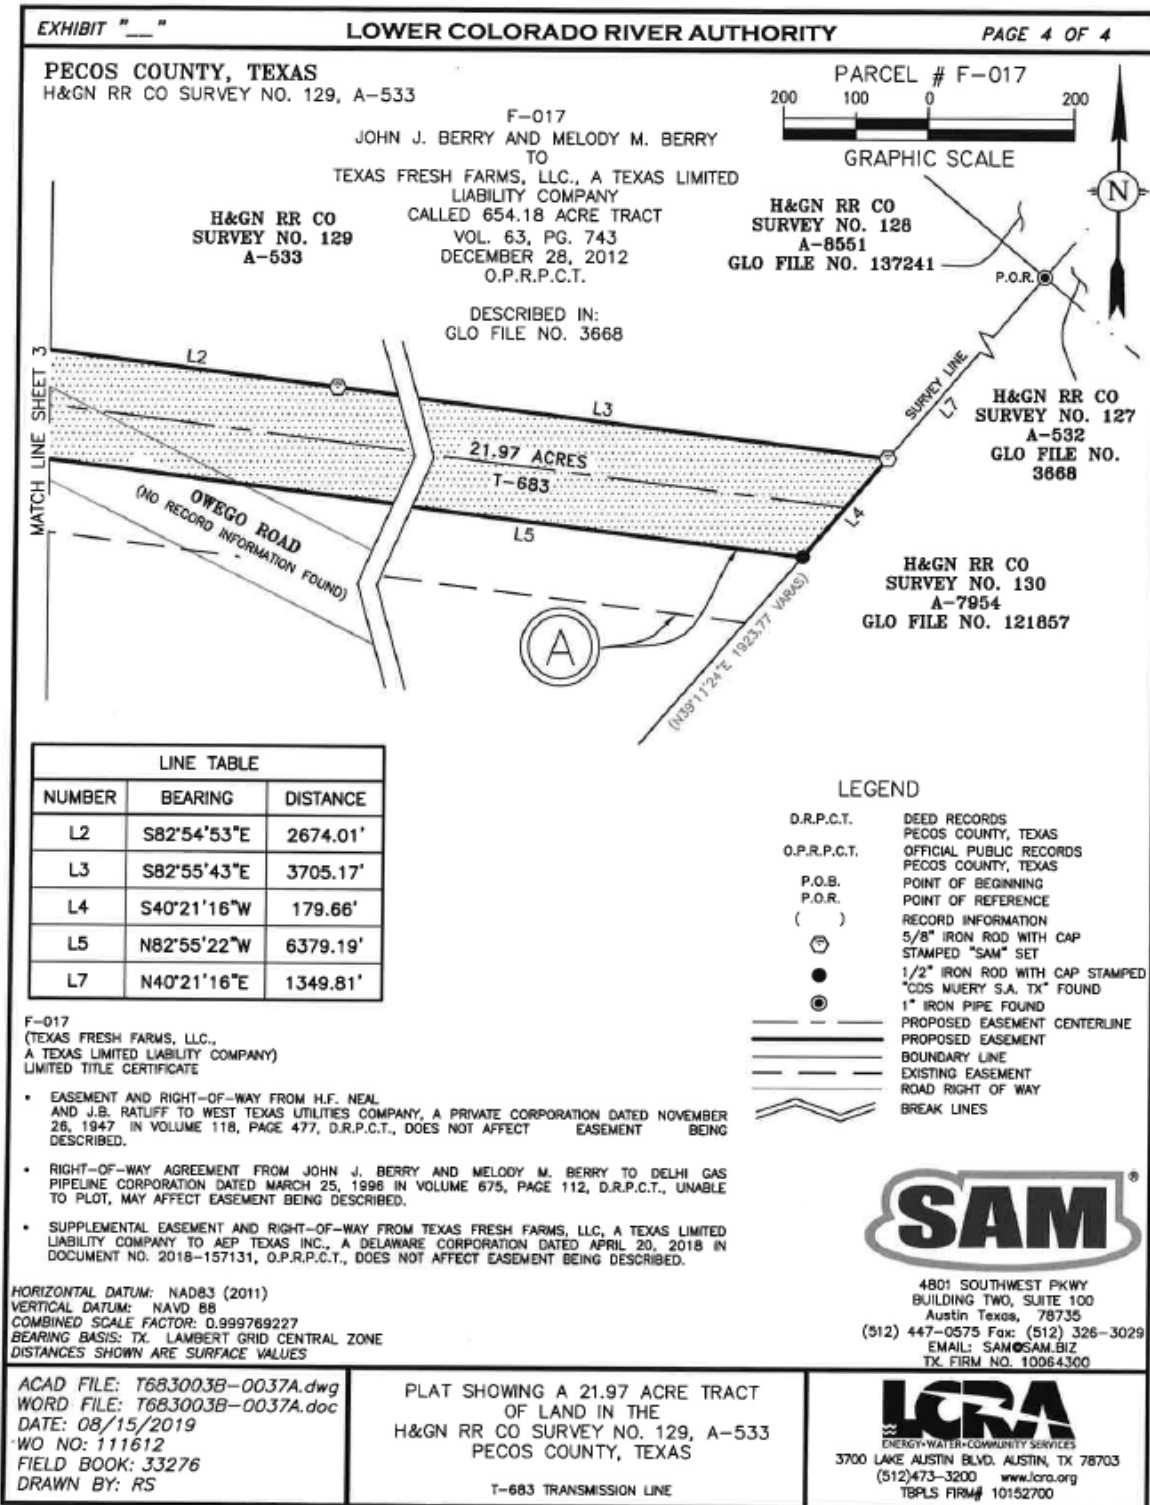 EXHIBIT "__"
LOWER COLORADO RIVER AUTHORITY
PAGE 4 OF 4
PECOS COUNTY, TEXAS
H&GN RR CO SURVEY NO. 129, A-533
PARCEL # F-017
200 100 0 200
GRAPHIC SCALE
N
F-017
JOHN J. BERRY AND MELODY M. BERRY
TO
TEXAS FRESH FARMS, LLC., A TEXAS LIMITED
LIABILITY COMPANY
CALLED 654.18 ACRE TRACT
VOL. 63, PG. 743
DECEMBER 28, 2012
O.P.R.P.C.T.
DESCRIBED IN:
GLO FILE NO. 3668
H&GN RR CO
SURVEY NO. 129
A-533
H&GN RR CO
SURVEY NO. 128
A-8551
GLO FILE NO. 137241
P.O.R.
H&GN RR CO
SURVEY NO. 127
A-532
GLO FILE NO.
3668
SURVEY LINE
L7
MATCH LINE SHEET 3
L2
L3
21.97 ACRES
T-683
L4
L5
OWEGO ROAD
(NO RECORD INFORMATION FOUND)
A
(N39°11'24"E 1923.77 VARAS)
H&GN RR CO
SURVEY NO. 130
A-7954
GLO FILE NO. 121857
LINE TABLE
NUMBER BEARING DISTANCE
L2 S82°54'53"E 2674.01'
L3 S82°55'43"E 3705.17'
L4 S40°21'16"W 179.66'
L5 N82°55'22"W 6379.19'
L7 N40°21'16"E 1349.81'
LEGEND
D.R.P.C.T. DEED RECORDS
PECOS COUNTY, TEXAS
O.P.R.P.C.T. OFFICIAL PUBLIC RECORDS
PECOS COUNTY, TEXAS
P.O.B. POINT OF BEGINNING
P.O.R. POINT OF REFERENCE
( ) RECORD INFORMATION
5/8" IRON ROD WITH CAP
STAMPED "SAM" SET
1/2" IRON ROD WITH CAP STAMPED
"CDS MUERY S.A. TX" FOUND
1" IRON PIPE FOUND
PROPOSED EASEMENT CENTERLINE
PROPOSED EASEMENT
BOUNDARY LINE
EXISTING EASEMENT
ROAD RIGHT OF WAY
BREAK LINES
F-017
(TEXAS FRESH FARMS, LLC.,
A TEXAS LIMITED LIABILITY COMPANY)
LIMITED TITLE CERTIFICATE
• EASEMENT AND RIGHT-OF-WAY FROM H.F. NEAL
AND J.B. RATLIFF TO WEST TEXAS UTILITIES COMPANY, A PRIVATE CORPORATION DATED NOVEMBER
26, 1947 IN VOLUME 118, PAGE 477, D.R.P.C.T., DOES NOT AFFECT EASEMENT BEING
DESCRIBED.
• RIGHT-OF-WAY AGREEMENT FROM JOHN J. BERRY AND MELODY M. BERRY TO DELHI GAS
PIPELINE CORPORATION DATED MARCH 25, 1996 IN VOLUME 675, PAGE 112, D.R.P.C.T., UNABLE
TO PLOT, MAY AFFECT EASEMENT BEING DESCRIBED.
• SUPPLEMENTAL EASEMENT AND RIGHT-OF-WAY FROM TEXAS FRESH FARMS, LLC, A TEXAS LIMITED
LIABILITY COMPANY TO AEP TEXAS INC., A DELAWARE CORPORATION DATED APRIL 20, 2018 IN
DOCUMENT NO. 2018-157131, O.P.R.P.C.T., DOES NOT AFFECT EASEMENT BEING DESCRIBED.
HORIZONTAL DATUM: NAD83 (2011)
VERTICAL DATUM: NAVD 88
COMBINED SCALE FACTOR: 0.999769227
BEARING BASIS: TX. LAMBERT GRID CENTRAL ZONE
DISTANCES SHOWN ARE SURFACE VALUES
SAM®
4801 SOUTHWEST PKWY
BUILDING TWO, SUITE 100
Austin Texas, 78735
(512) 447-0575 Fax: (512) 326-3029
EMAIL: SAM@SAM.BIZ
TX. FIRM NO. 10064300
ACAD FILE: T683003B-0037A.dwg
WORD FILE: T683003B-0037A.doc
DATE: 08/15/2019
WO NO: 111612
FIELD BOOK: 33276
DRAWN BY: RS
PLAT SHOWING A 21.97 ACRE TRACT
OF LAND IN THE
H&GN RR CO SURVEY NO. 129, A-533
PECOS COUNTY, TEXAS
T-683 TRANSMISSION LINE
LCRA
ENERGY•WATER•COMMUNITY SERVICES
3700 LAKE AUSTIN BLVD. AUSTIN, TX 78703
(512)473-3200 www.lcra.org
TBPLS FIRM# 10152700